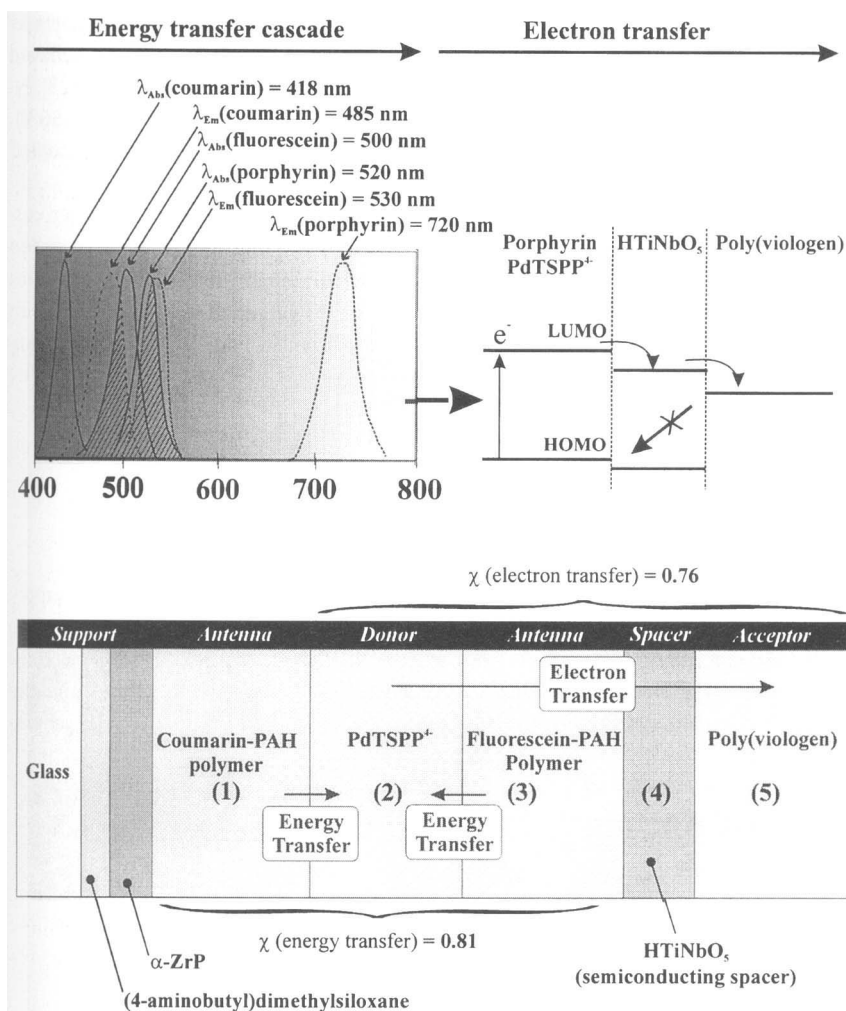 Energy transfer cascade
Electron transfer
λAbs(coumarin) = 418 nm
λEm(coumarin) = 485 nm
λAbs(fluorescein) = 500 nm
λAbs(porphyrin) = 520 nm
λEm(fluorescein) = 530 nm
λEm(porphyrin) = 720 nm
Porphyrin
PdTSPP⁴⁻
HTiNbO₅
Poly(viologen)
e⁻
LUMO
HOMO
400 500 600 700 800
χ (electron transfer) = 0.76
Support Antenna Donor Antenna Spacer Acceptor
Electron
Transfer
Glass
Coumarin-PAH
polymer
(1)
PdTSPP⁴⁻
(2)
Fluorescein-PAH
Polymer
(3)
(4)
Poly(viologen)
(5)
Energy
Transfer
Energy
Transfer
χ (energy transfer) = 0.81
α-ZrP
(4-aminobutyl)dimethylsiloxane
HTiNbO₅
(semiconducting spacer)